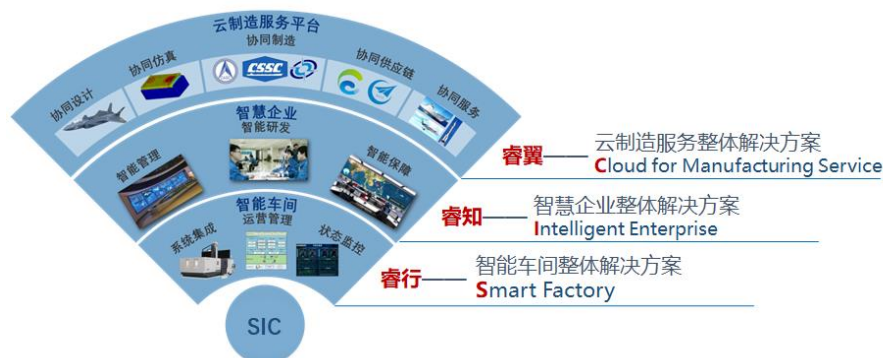 云制造服务平台
协同设计
协同仿真
协同制造
协同供应链
协同服务
CSSC
智慧企业
智能管理
智能研发
智能保障
智能车间
系统集成
运营管理
状态监控
SIC
睿翼——云制造服务整体解决方案
Cloud for Manufacturing Service
睿知——智慧企业整体解决方案
Intelligent Enterprise
睿行——智能车间整体解决方案
Smart Factory